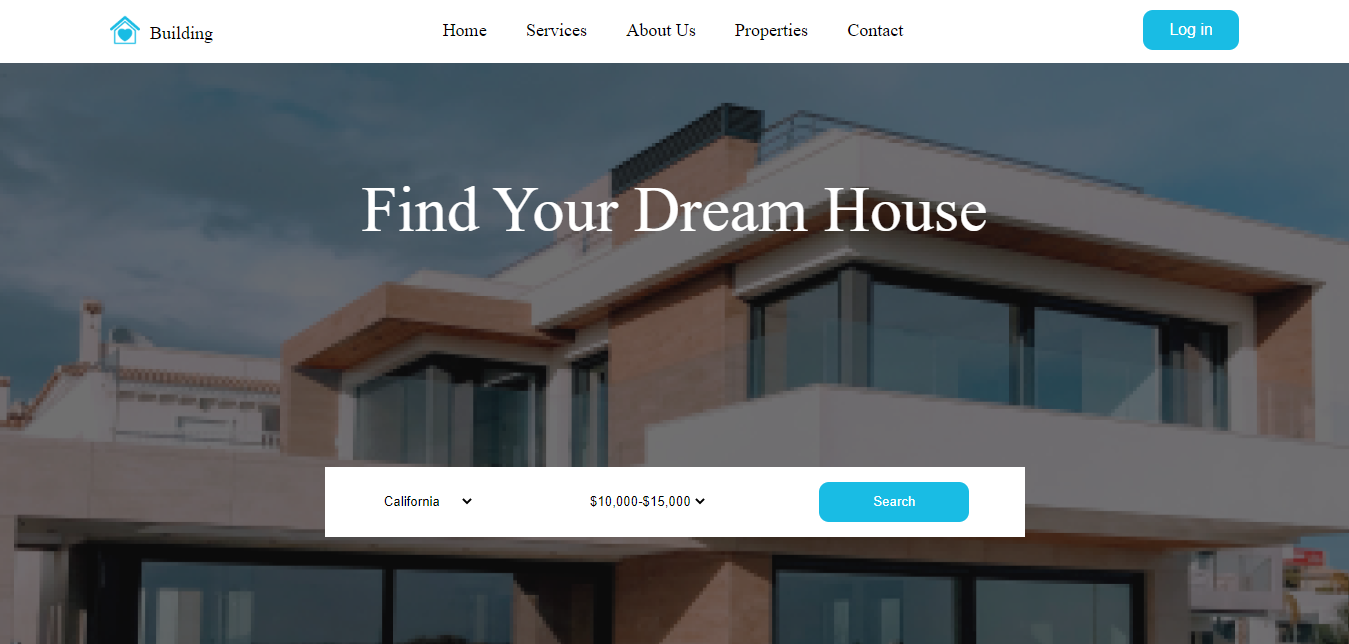 Building
Home Services About Us Properties Contact
Log in
Find Your Dream House
California $10,000-$15,000 Search